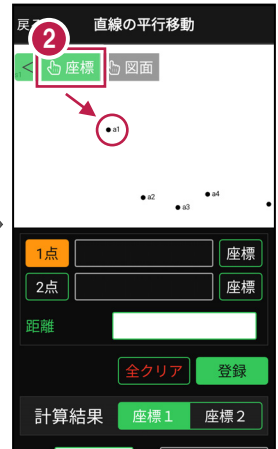 戻 直線の平行移動
2
< 座標 図面
a1
a1
a2
a4
a3
1点 座標
2点 座標
距離
全クリア 登録
計算結果 座標1 座標2